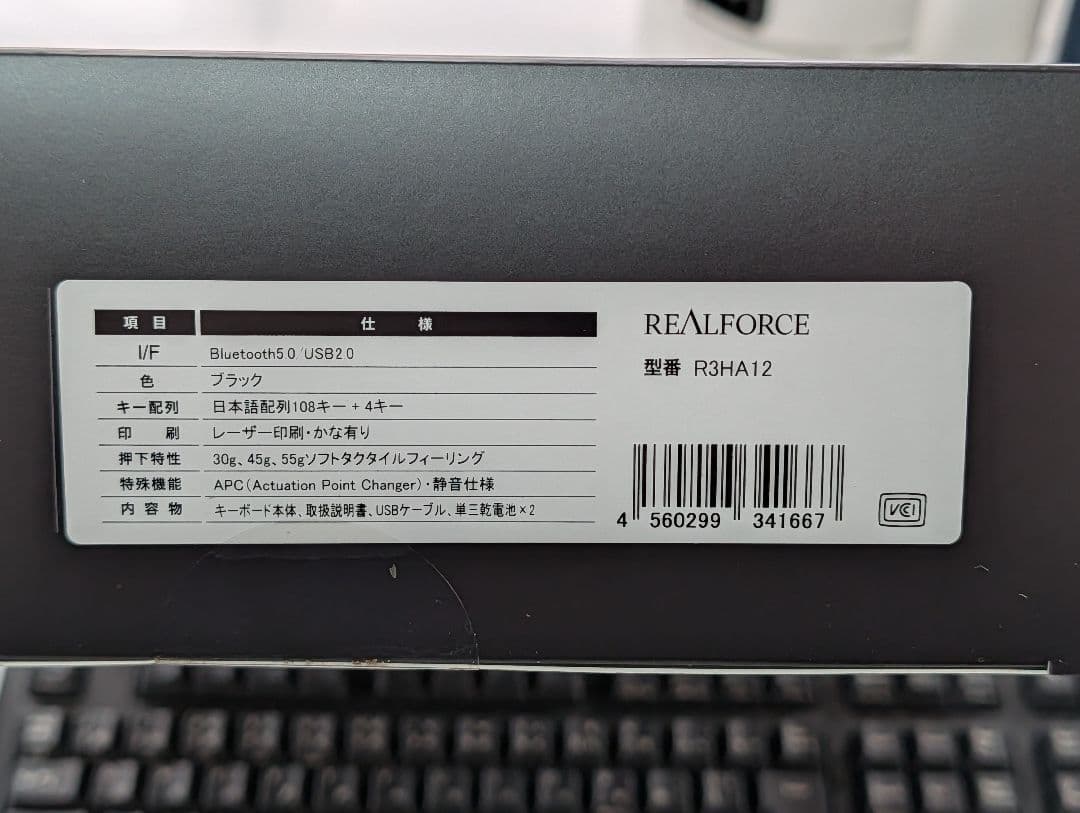 項 目 仕 様
I/F Bluetooth5.0/USB2.0
色 ブラック
キー配列 日本語配列108キー + 4キー
印 刷 レーザー印刷・かな有り
押下特性 30g、45g、55gソフトタクタイルフィーリング
特殊機能 APC(Actuation Point Changer)・静音仕様
内 容 物 キーボード本体、取扱説明書、USBケーブル、単三乾電池×2
REALFORCE
型番 R3HA12
4 560299 341667
VCI